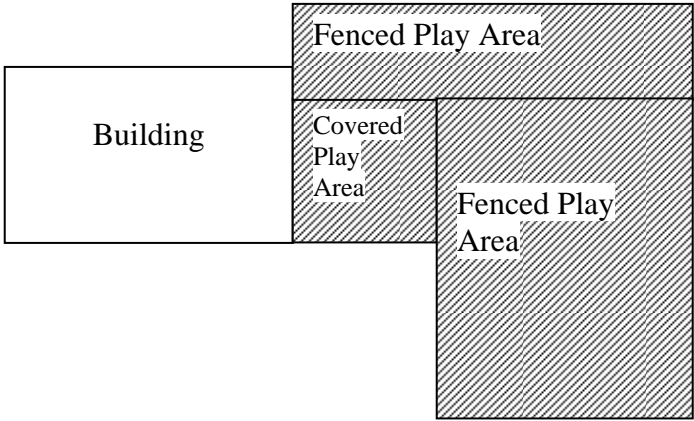 Fenced Play Area
Building
Covered
Play
Area
Fenced Play
Area